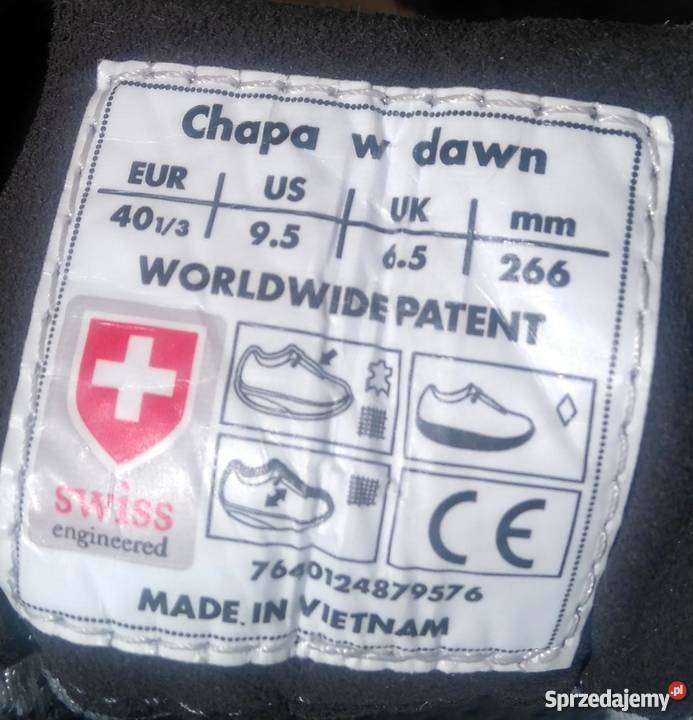 Chapa w dawn
EUR US UK mm
40 1/3 9.5 6.5 266
WORLDWIDE PATENT
swiss
engineered
CE
7640124879576
MADE IN VIETNAM
Sprzedajemy.pl